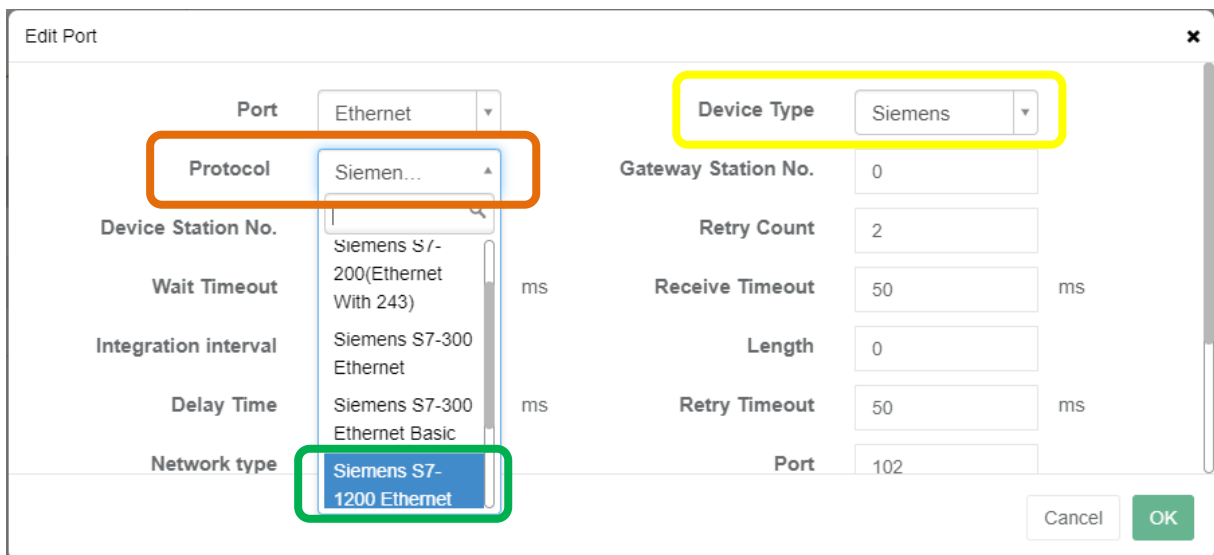 Edit Port
×
Port
Ethernet
Device Type
Siemens
Protocol
Siemen...
Gateway Station No.
0
Device Station No.
Retry Count
2
Siemens S7-
200(Ethernet
With 243)
Wait Timeout
ms
Receive Timeout
50
ms
Integration interval
Siemens S7-300
Ethernet
Length
0
Delay Time
Siemens S7-300
Ethernet Basic
ms
Retry Timeout
50
ms
Network type
Siemens S7-
1200 Ethernet
Port
102
Cancel
OK